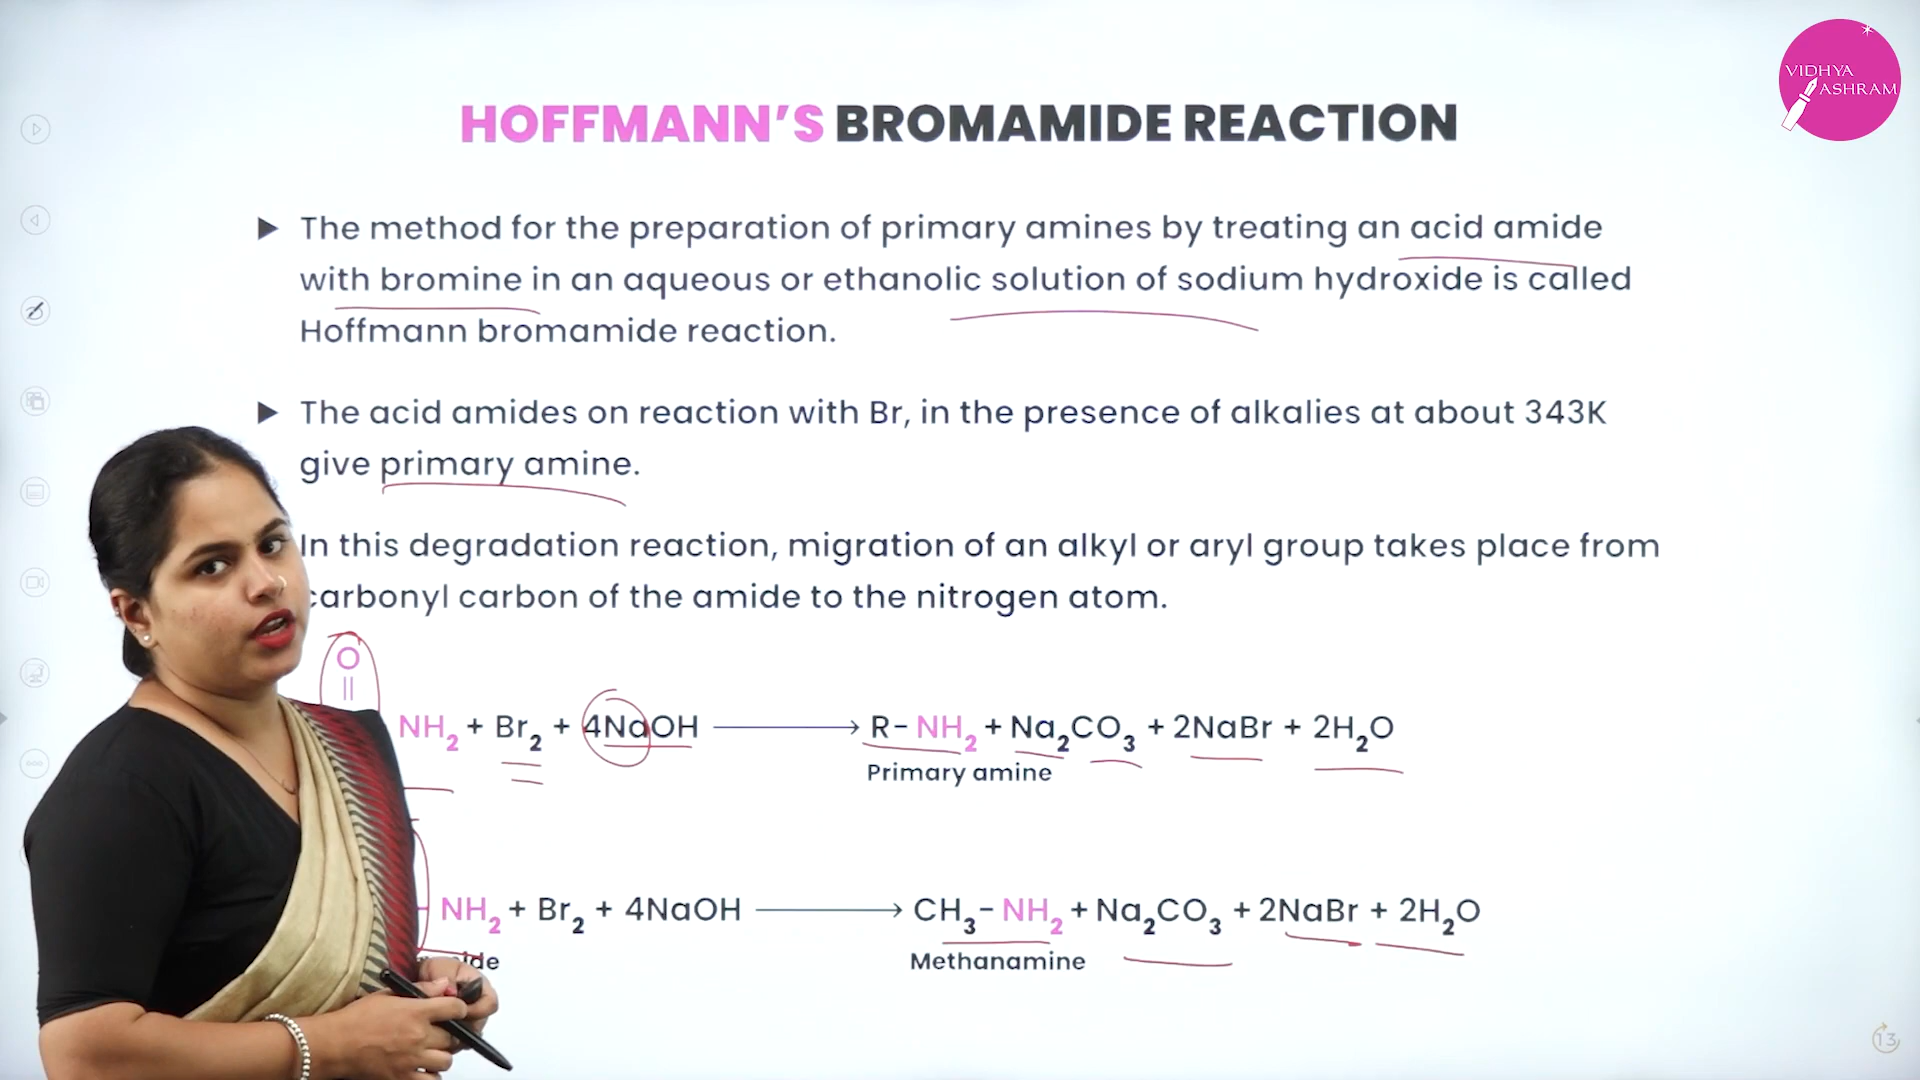 VIDHYA
ASHRAM
HOFFMANN'S BROMAMIDE REACTION
▶ The method for the preparation of primary amines by treating an acid amide
with bromine in an aqueous or ethanolic solution of sodium hydroxide is called
Hoffmann bromamide reaction.
▶ The acid amides on reaction with Br, in the presence of alkalies at about 343K
give primary amine.
In this degradation reaction, migration of an alkyl or aryl group takes place from
carbonyl carbon of the amide to the nitrogen atom.
O
||
NH₂ + Br₂ + 4NaOH ⟶ R- NH₂ + Na₂CO₃ + 2NaBr + 2H₂O
Primary amine
NH₂ + Br₂ + 4NaOH ⟶ CH₃- NH₂ + Na₂CO₃ + 2NaBr + 2H₂O
Methanamine
13